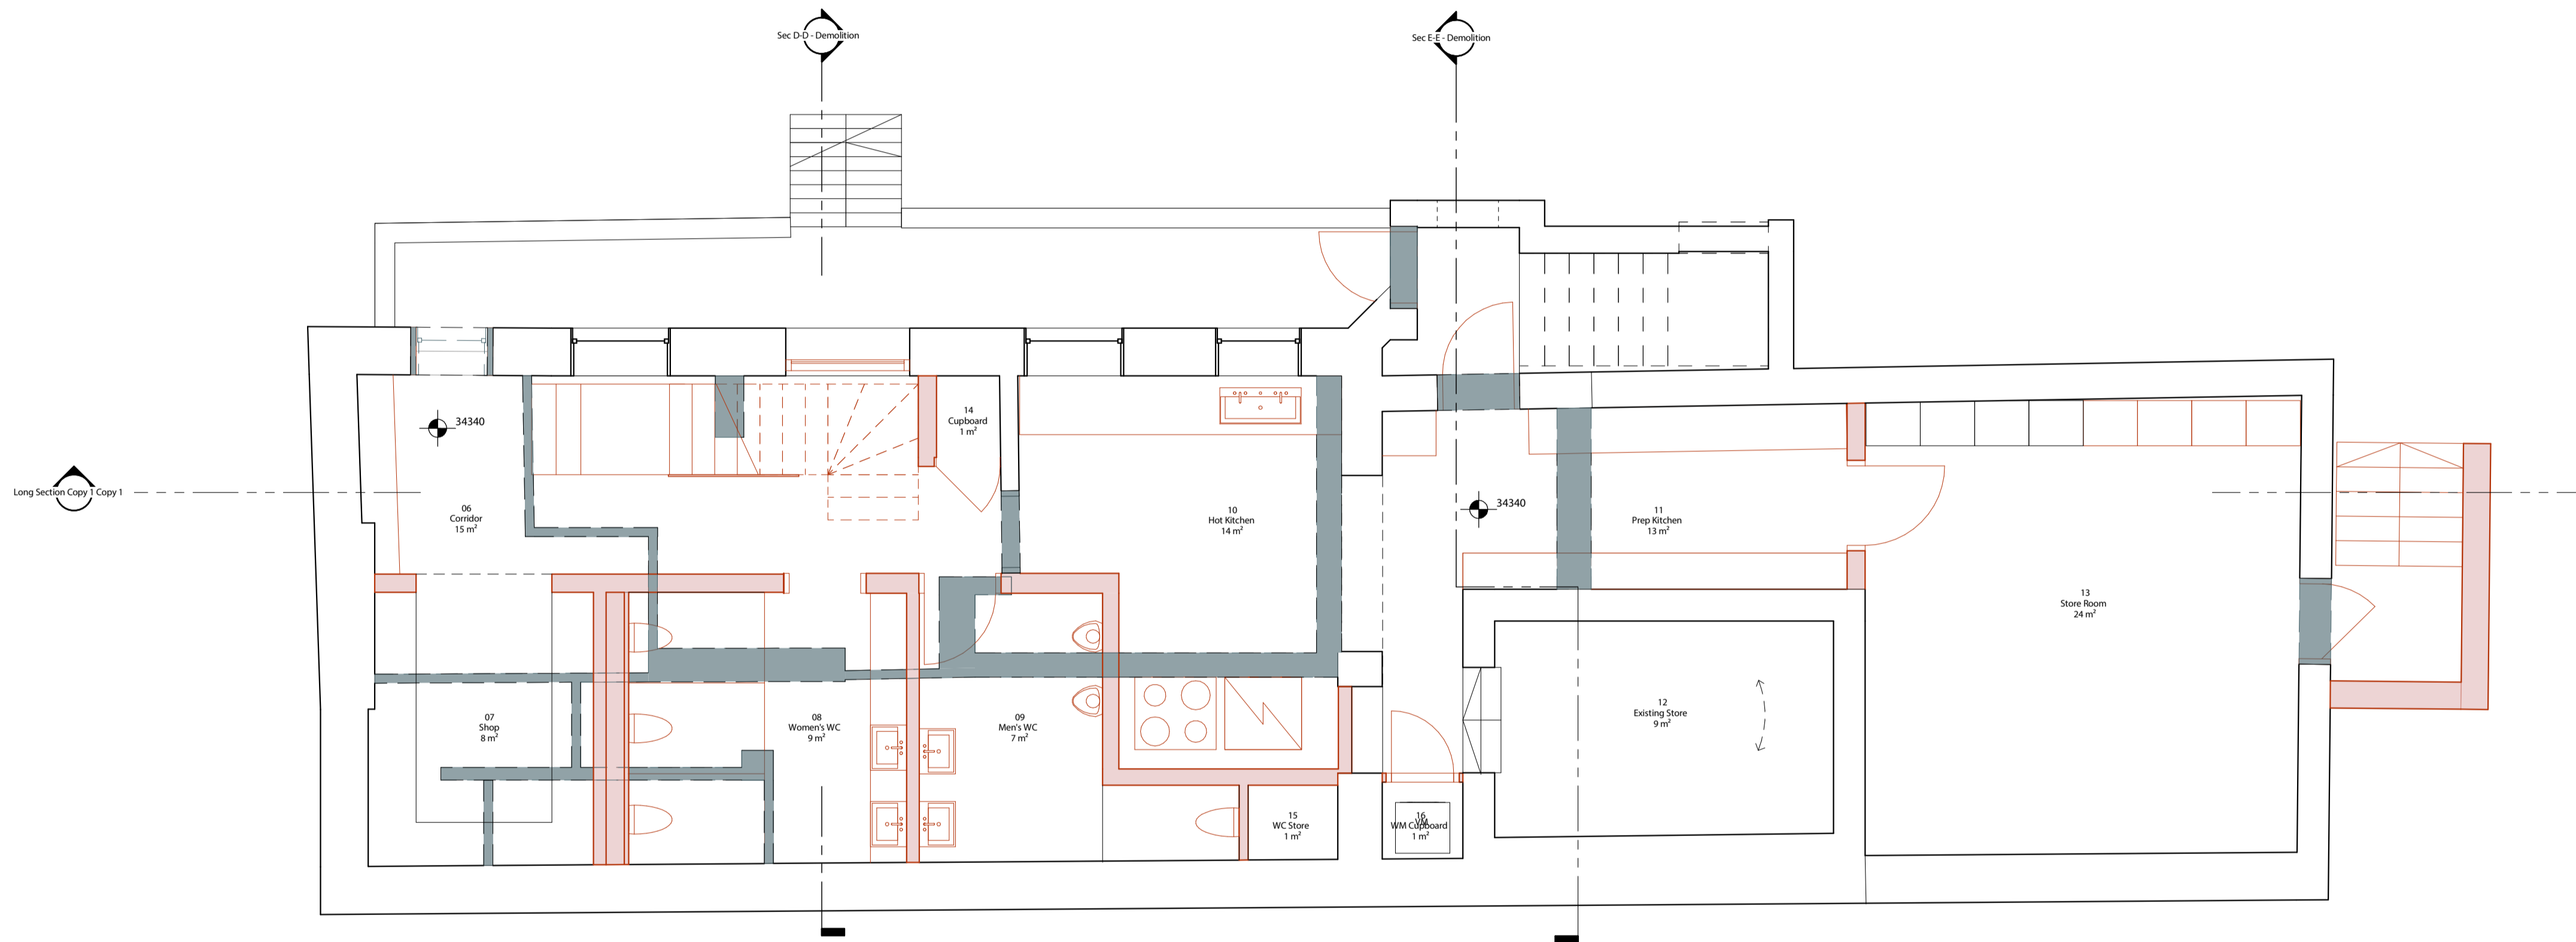 Sec D-D - Demolition
Sec E-E - Demolition
Long Section Copy 1 Copy 1
34340
06
Corridor
15 m²
14
Cupboard
1 m²
10
Hot Kitchen
14 m²
34340
11
Prep Kitchen
13 m²
13
Store Room
24 m²
07
Shop
8 m²
08
Women's WC
9 m²
09
Men's WC
7 m²
12
Existing Store
9 m²
15
WC Store
1 m²
16
WM
WM Cupboard
1 m²